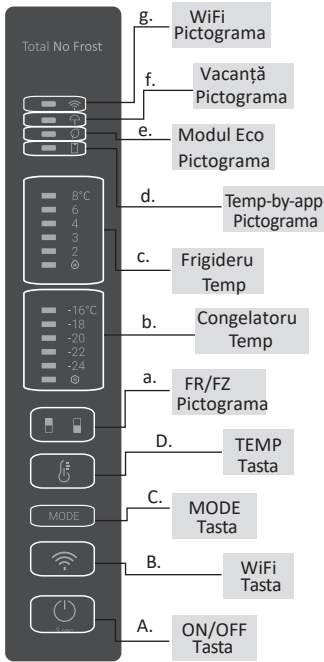 Total No Frost
g. WiFi
Pictograma
f. Vacanță
Pictograma
e. Modul Eco
Pictograma
d. Temp-by-app
Pictograma
8°C
6
4
3
2
c. Frigideru
Temp
-16°C
-18
-20
-22
-24
b. Congelatoru
Temp
a. FR/FZ
Pictograma
D. TEMP
Tasta
MODE
C. MODE
Tasta
B. WiFi
Tasta
3 sec
A. ON/OFF
Tasta